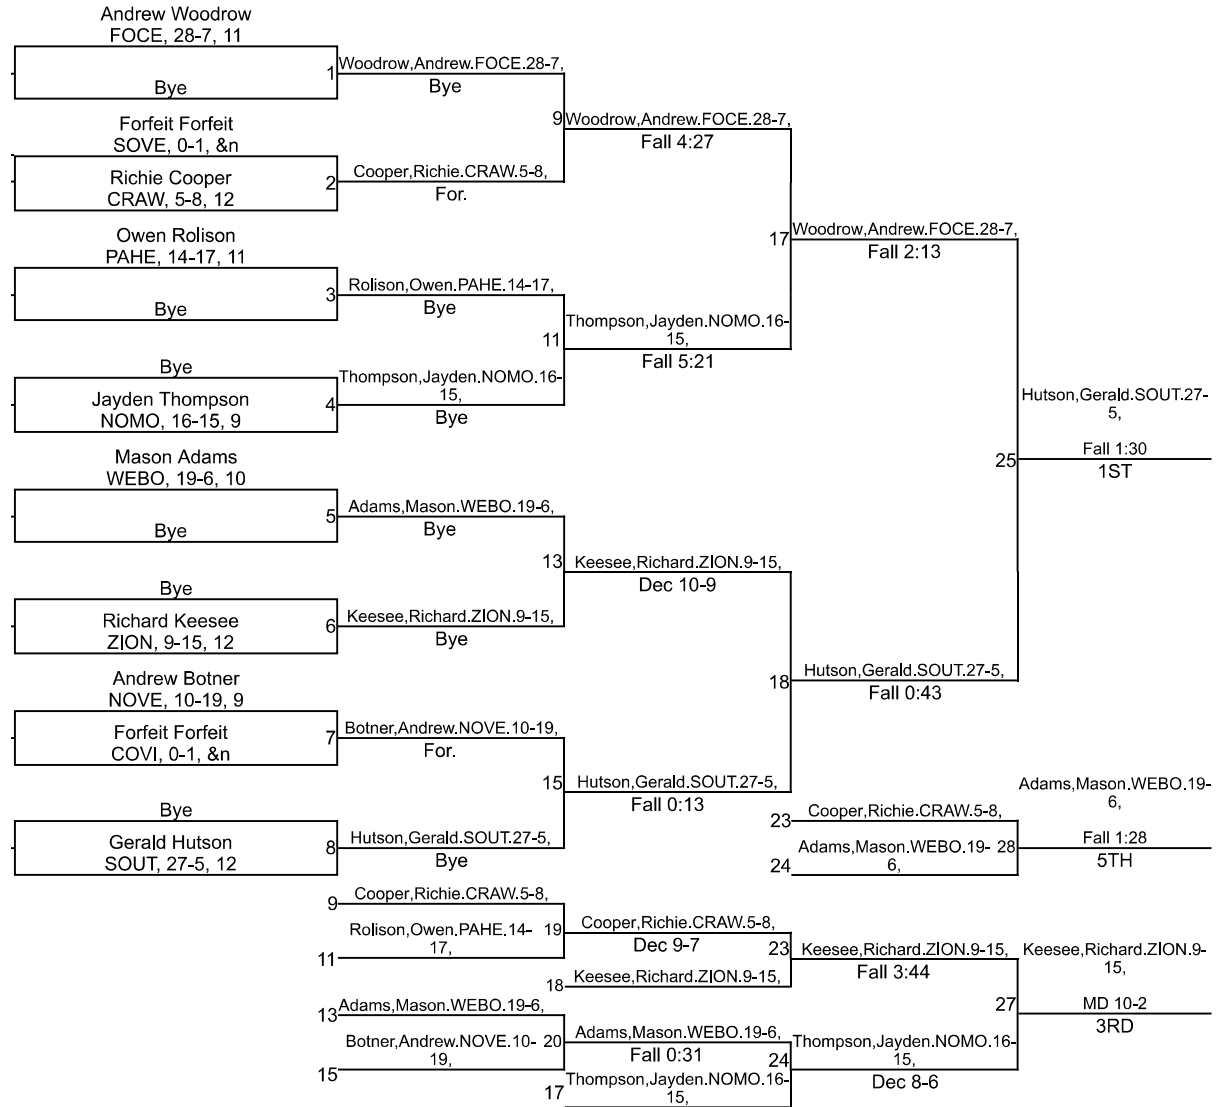 Andrew Woodrow
FOCE, 28-7, 11
Bye
1
Woodrow,Andrew.FOCE.28-7,
Bye
Forfeit Forfeit
SOVE, 0-1, &n
Richie Cooper
CRAW, 5-8, 12
2
Cooper,Richie.CRAW.5-8,
For.
9
Woodrow,Andrew.FOCE.28-7,
Fall 4:27
Owen Rolison
PAHE, 14-17, 11
Bye
3
Rolison,Owen.PAHE.14-17,
Bye
Bye
Jayden Thompson
NOMO, 16-15, 9
4
Thompson,Jayden.NOMO.16-
15,
Bye
11
Thompson,Jayden.NOMO.16-
15,
Fall 5:21
17
Woodrow,Andrew.FOCE.28-7,
Fall 2:13
Mason Adams
WEBO, 19-6, 10
Bye
5
Adams,Mason.WEBO.19-6,
Bye
Bye
Richard Keesee
ZION, 9-15, 12
6
Keesee,Richard.ZION.9-15,
Bye
13
Keesee,Richard.ZION.9-15,
Dec 10-9
Andrew Botner
NOVE, 10-19, 9
Forfeit Forfeit
COVI, 0-1, &n
7
Botner,Andrew.NOVE.10-19,
For.
Bye
Gerald Hutson
SOUT, 27-5, 12
8
Hutson,Gerald.SOUT.27-5,
Bye
15
Hutson,Gerald.SOUT.27-5,
Fall 0:13
18
Hutson,Gerald.SOUT.27-5,
Fall 0:43
25
Hutson,Gerald.SOUT.27-
5,
Fall 1:30
1ST
23
Cooper,Richie.CRAW.5-8,
24
Adams,Mason.WEBO.19-
6,
28
Adams,Mason.WEBO.19-
6,
Fall 1:28
5TH
9
Cooper,Richie.CRAW.5-8,
11
Rolison,Owen.PAHE.14-
17,
19
Cooper,Richie.CRAW.5-8,
Dec 9-7
18
Keesee,Richard.ZION.9-15,
23
Keesee,Richard.ZION.9-15,
Fall 3:44
13
Adams,Mason.WEBO.19-6,
15
Botner,Andrew.NOVE.10-
19,
20
Adams,Mason.WEBO.19-6,
Fall 0:31
17
Thompson,Jayden.NOMO.16-
15,
24
Thompson,Jayden.NOMO.16-
15,
Dec 8-6
27
Keesee,Richard.ZION.9-
15,
MD 10-2
3RD